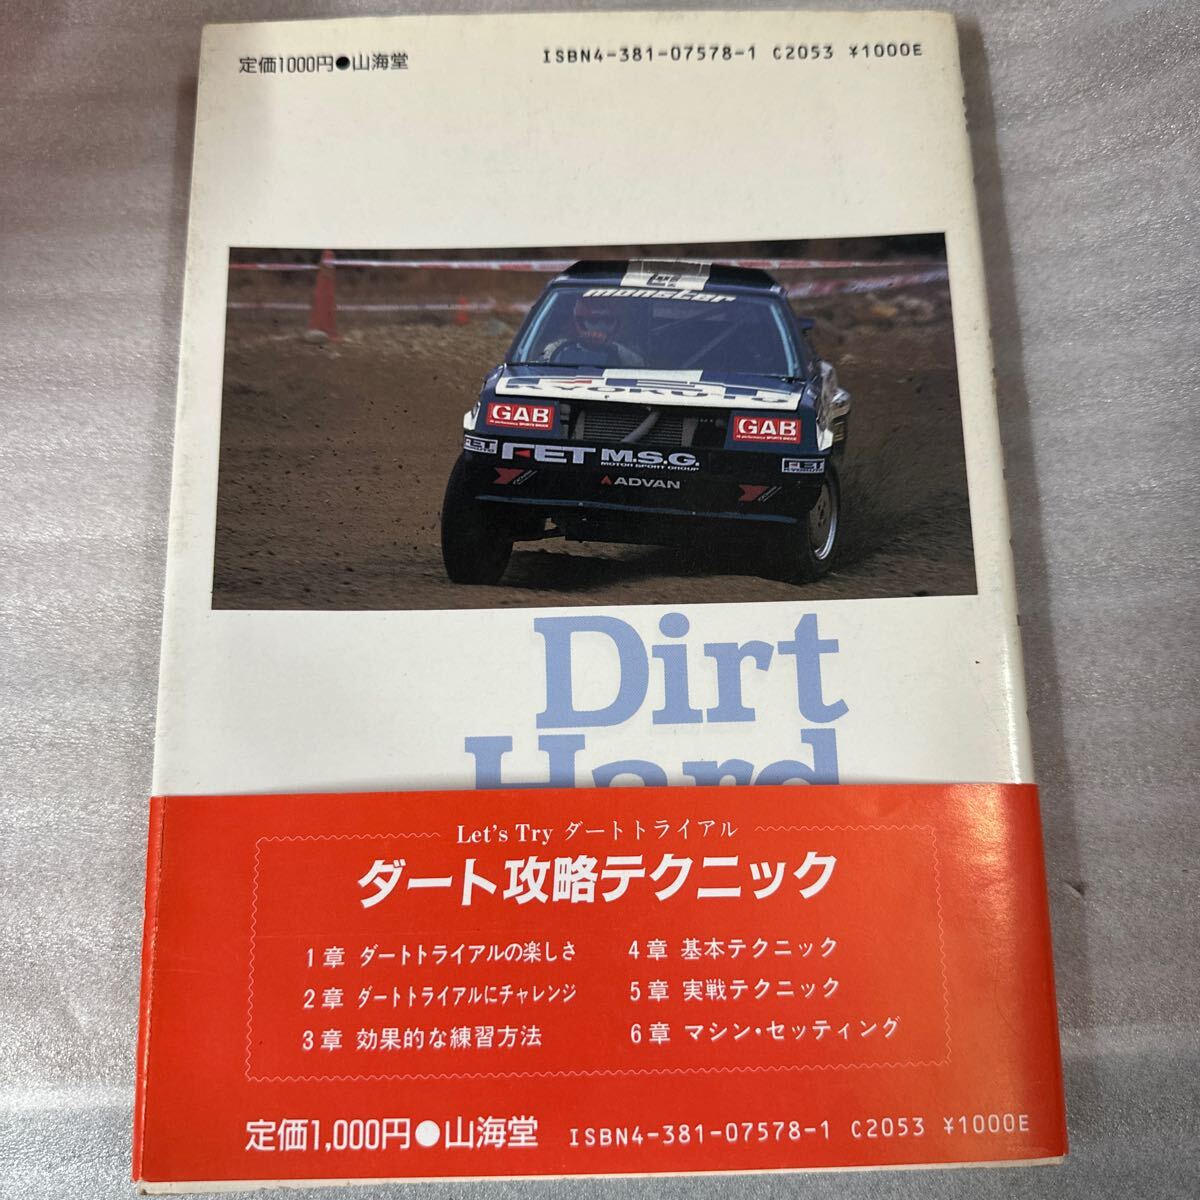 定価1000円●山海堂
ISBN4-381-07578-1 C2053 ¥1000E
monster
FET
KYOKUTO
GAB
GAB
FET
FET M.S.G.
MOTOR SPORT GROUP
FET
ADVAN
Dirt
Hard
Let's Try ダートトライアル
ダート攻略テクニック
1章 ダートトライアルの楽しさ
2章 ダートトライアルにチャレンジ
3章 効果的な練習方法
4章 基本テクニック
5章 実戦テクニック
6章 マシン・セッティング
定価1,000円●山海堂
ISBN4-381-07578-1 C2053 ¥1000E